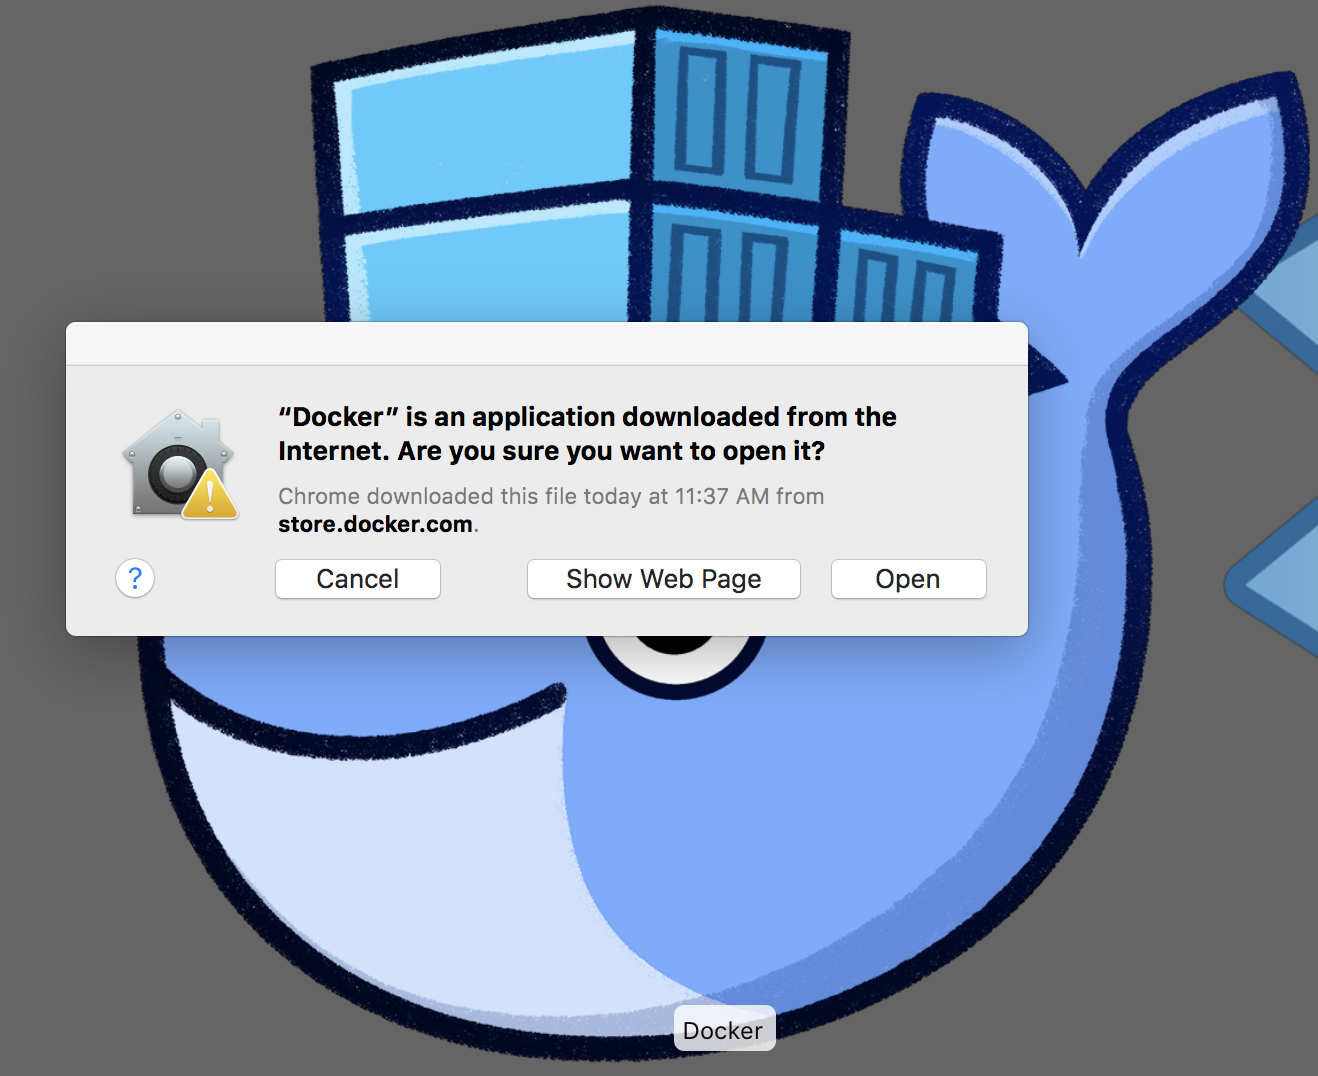 “Docker” is an application downloaded from the
Internet. Are you sure you want to open it?
Chrome downloaded this file today at 11:37 AM from
store.docker.com.
?
Cancel
Show Web Page
Open
Docker